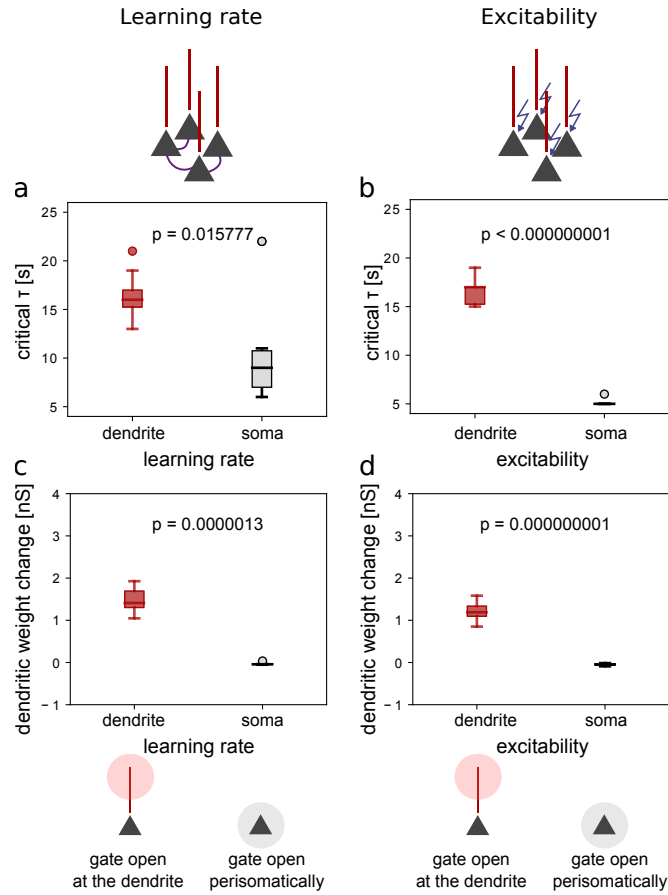 Learning rate
Excitability
a
b
critical τ [s]
25
20
15
10
5
p = 0.015777
dendrite
soma
learning rate
critical τ [s]
25
20
15
10
5
p < 0.000000001
dendrite
soma
excitability
c
d
dendritic weight change [nS]
4
3
2
1
0
− 1
p = 0.0000013
dendrite
soma
learning rate
dendritic weight change [nS]
4
3
2
1
0
− 1
p = 0.000000001
dendrite
soma
excitability
gate open
at the dendrite
gate open
perisomatically
gate open
at the dendrite
gate open
perisomatically